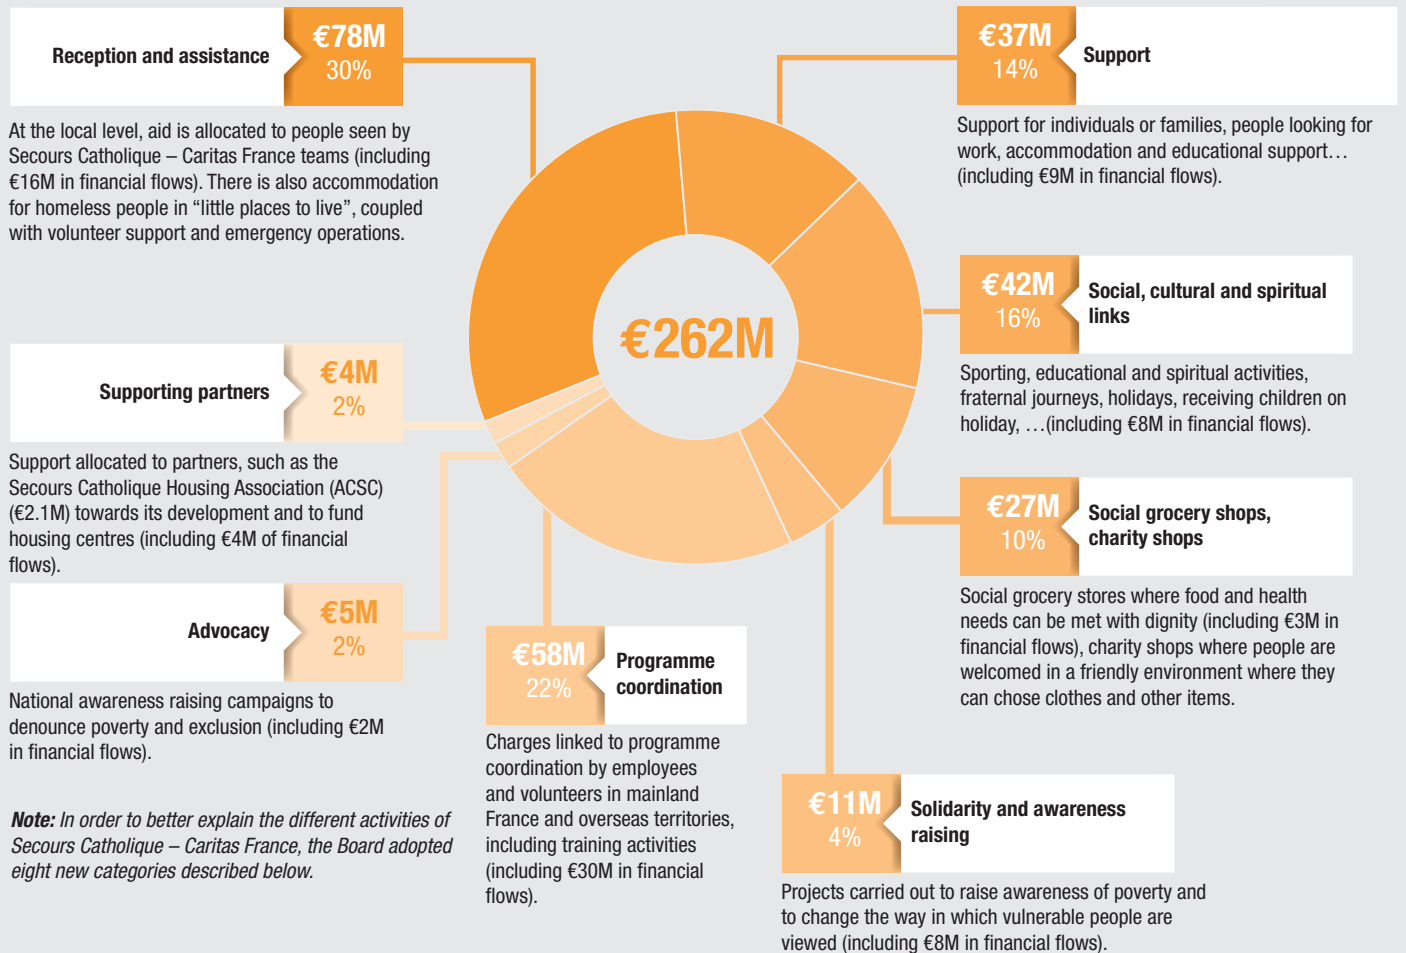 Reception and assistance
€78M
30%
At the local level, aid is allocated to people seen by
Secours Catholique – Caritas France teams (including
€16M in financial flows). There is also accommodation
for homeless people in “little places to live”, coupled
with volunteer support and emergency operations.
Supporting partners
€4M
2%
Support allocated to partners, such as the
Secours Catholique Housing Association (ACSC)
(€2.1M) towards its development and to fund
housing centres (including €4M of financial
flows).
Advocacy
€5M
2%
National awareness raising campaigns to
denounce poverty and exclusion (including €2M
in financial flows).
Note: In order to better explain the different activities of
Secours Catholique – Caritas France, the Board adopted
eight new categories described below.
€262M
€58M
22%
Programme
coordination
Charges linked to programme
coordination by employees
and volunteers in mainland
France and overseas territories,
including training activities
(including €30M in financial
flows).
€37M
14%
Support
Support for individuals or families, people looking for
work, accommodation and educational support…
(including €9M in financial flows).
€42M
16%
Social, cultural and spiritual
links
Sporting, educational and spiritual activities,
fraternal journeys, holidays, receiving children on
holiday, …(including €8M in financial flows).
€27M
10%
Social grocery shops,
charity shops
Social grocery stores where food and health
needs can be met with dignity (including €3M in
financial flows), charity shops where people are
welcomed in a friendly environment where they
can chose clothes and other items.
€11M
4%
Solidarity and awareness
raising
Projects carried out to raise awareness of poverty and
to change the way in which vulnerable people are
viewed (including €8M in financial flows).